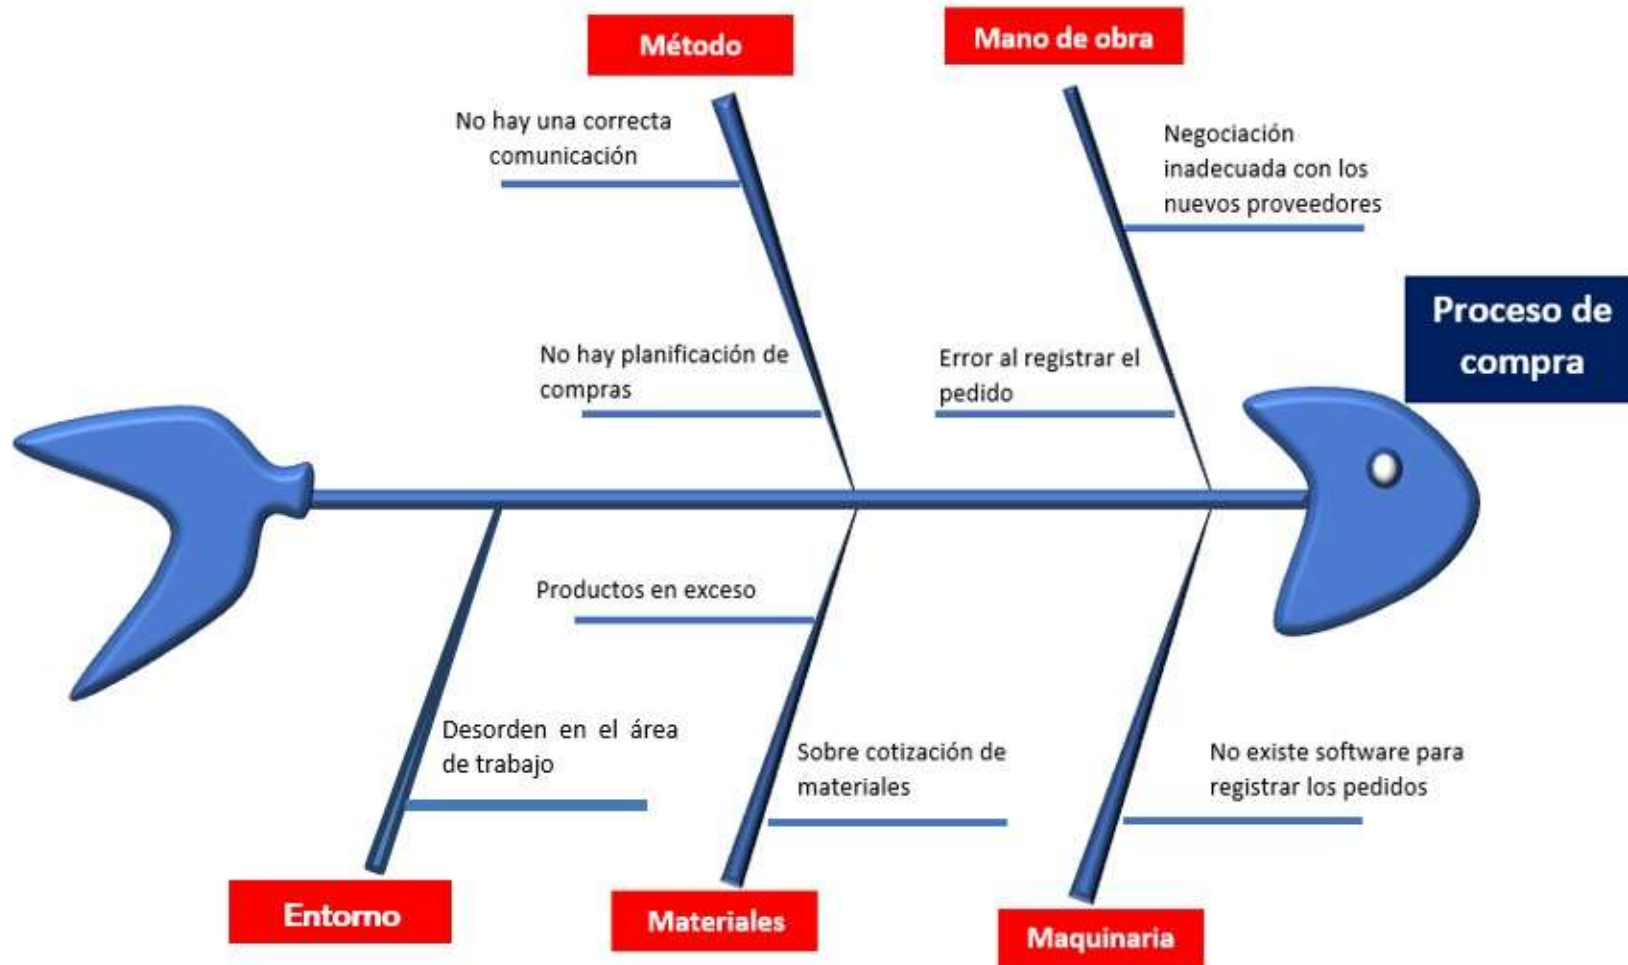 Método
Mano de obra
No hay una correcta
comunicación
Negociación
inadecuada con los
nuevos proveedores
Proceso de
compra
No hay planificación de
compras
Error al registrar el
pedido
Productos en exceso
Desorden en el área
de trabajo
Sobre cotización de
materiales
No existe software para
registrar los pedidos
Entorno
Materiales
Maquinaria